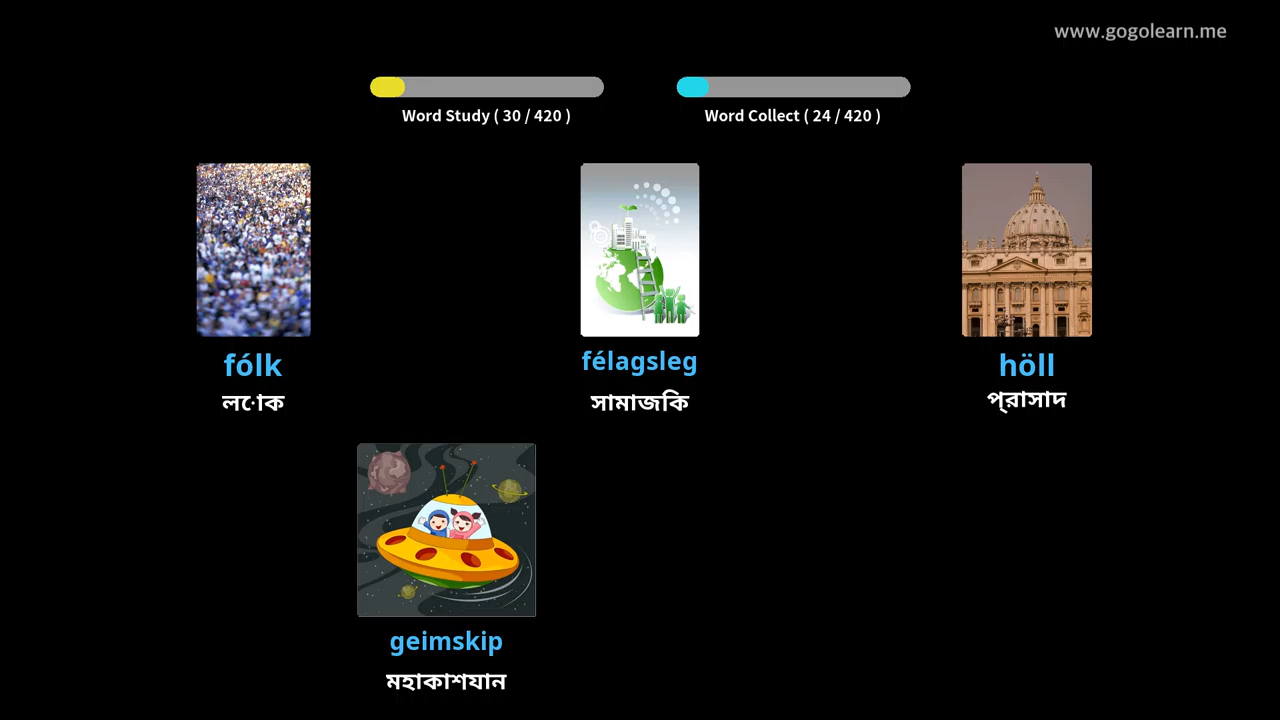 www.gogolearn.me
Word Study ( 30 / 420 )
Word Collect ( 24 / 420 )
fólk
félagsleg
höll
লোক
সামাজিক
প্রাসাদ
geimskip
মহাকাশযান